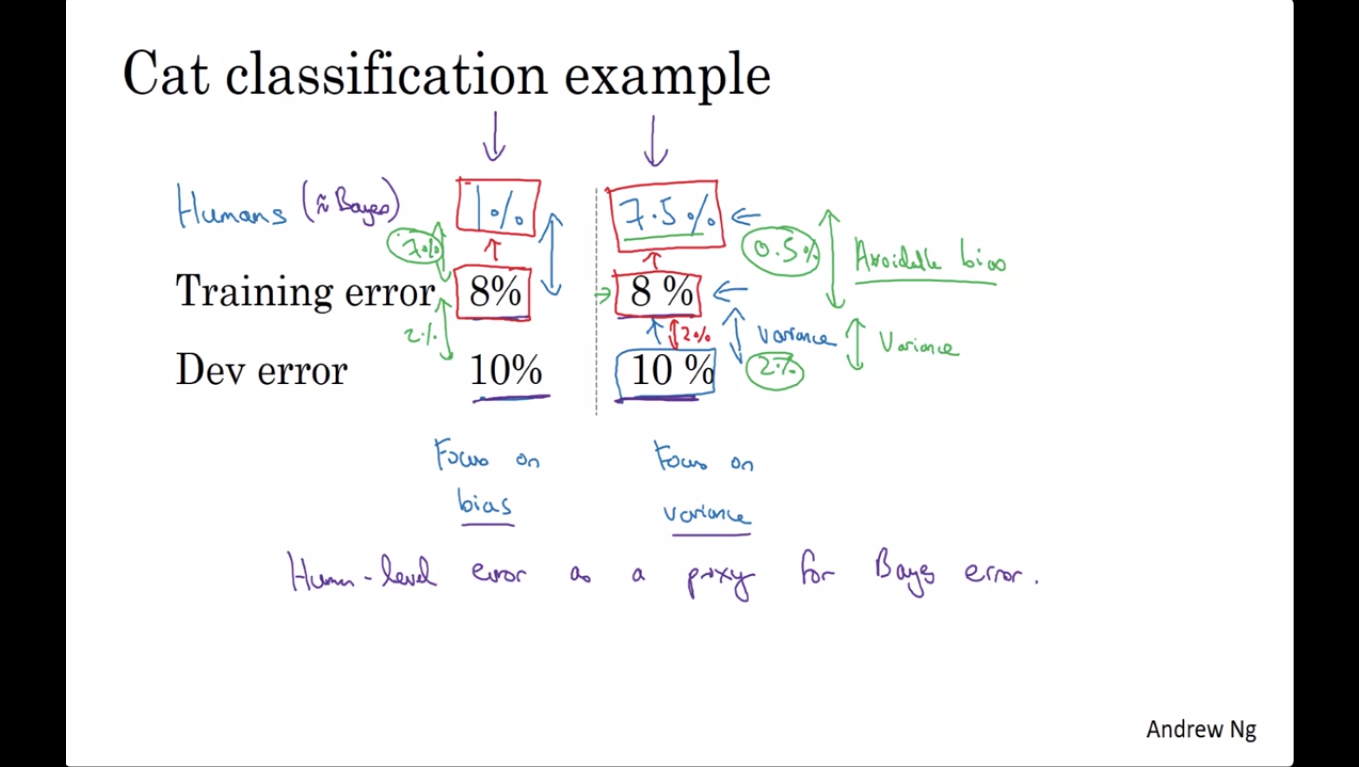 Cat classification example
Humans (≈ Bayes) 1% 7.5%
7% 0.5% Avoidable bias
Training error 8% 8 %
2% 2% Variance Variance
Dev error 10% 10 % 2%
Focus on Focus on
bias variance
Human-level error as a proxy for Bayes error.
Andrew Ng